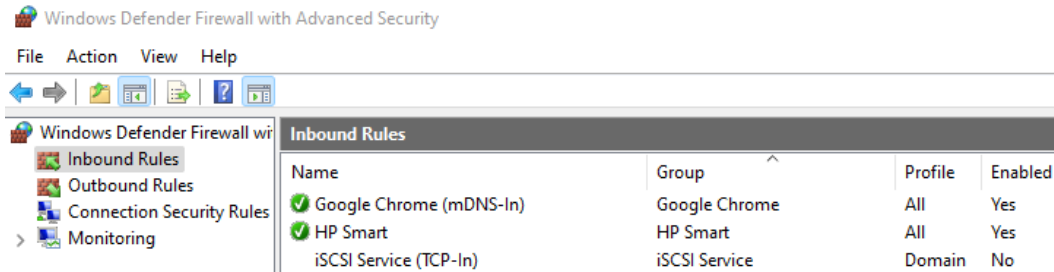 Windows Defender Firewall with Advanced Security
File Action View Help
Windows Defender Firewall wit
Inbound Rules
Outbound Rules
Connection Security Rules
Monitoring
Inbound Rules
Name Group Profile Enabled
Google Chrome (mDNS-In) Google Chrome All Yes
HP Smart HP Smart All Yes
iSCSI Service (TCP-In) iSCSI Service Domain No